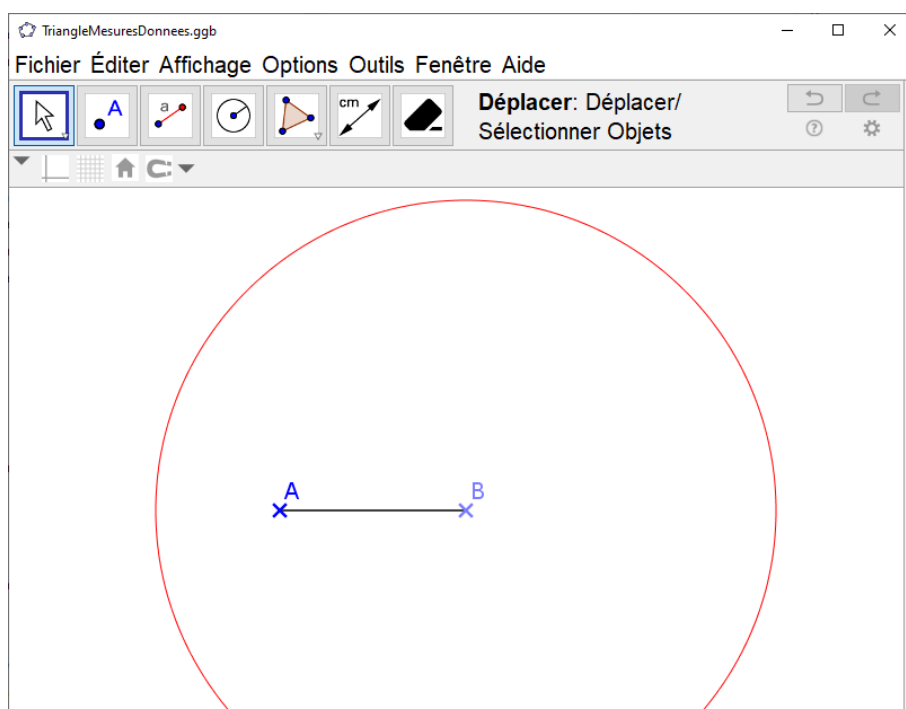 TriangleMesuresDonnees.ggb
Fichier Éditer Affichage Options Outils Fenêtre Aide
A a cm Déplacer: Déplacer/
Sélectionner Objets
A B